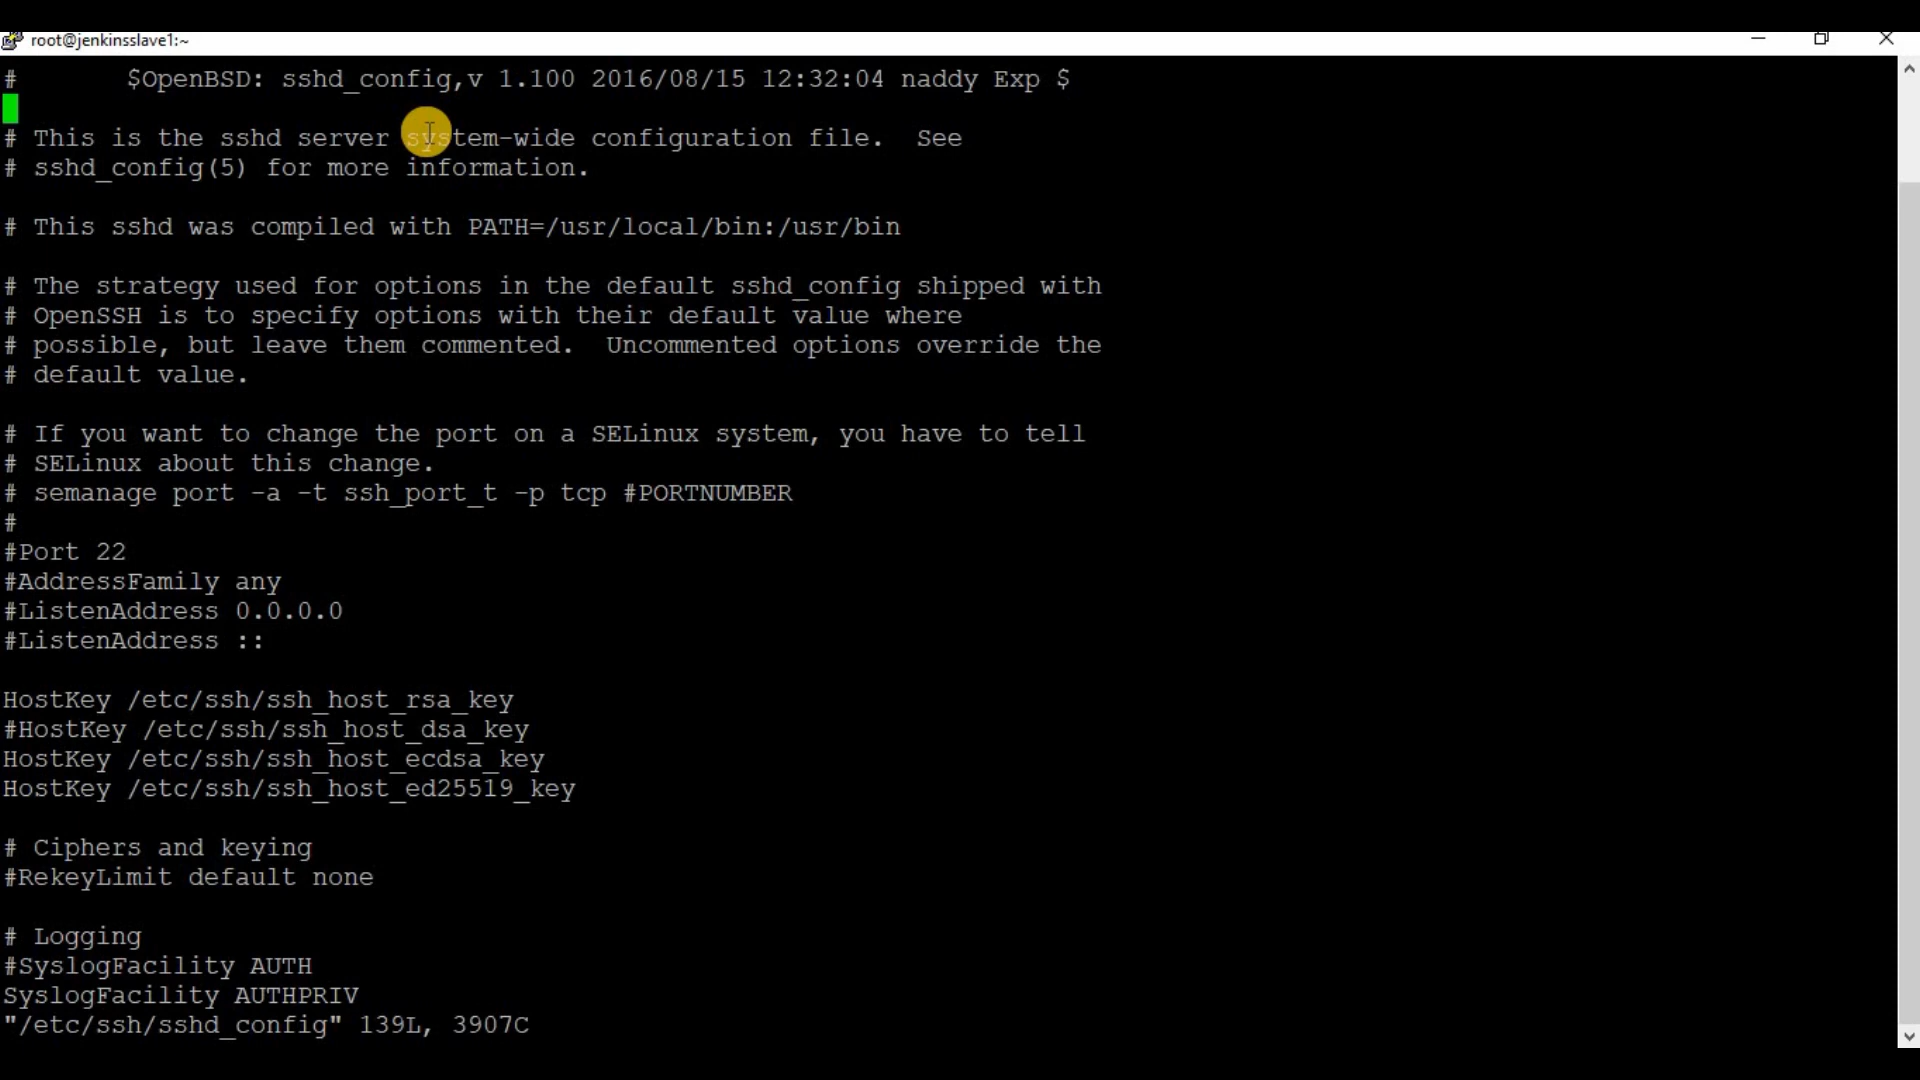 root@jenkinsslave1:~
#       $OpenBSD: sshd_config,v 1.100 2016/08/15 12:32:04 naddy Exp $
# This is the sshd server system-wide configuration file.  See
# sshd_config(5) for more information.
# This sshd was compiled with PATH=/usr/local/bin:/usr/bin
# The strategy used for options in the default sshd_config shipped with
# OpenSSH is to specify options with their default value where
# possible, but leave them commented.  Uncommented options override the
# default value.
# If you want to change the port on a SELinux system, you have to tell
# SELinux about this change.
# semanage port -a -t ssh_port_t -p tcp #PORTNUMBER
#
#Port 22
#AddressFamily any
#ListenAddress 0.0.0.0
#ListenAddress ::
HostKey /etc/ssh/ssh_host_rsa_key
#HostKey /etc/ssh/ssh_host_dsa_key
HostKey /etc/ssh/ssh_host_ecdsa_key
HostKey /etc/ssh/ssh_host_ed25519_key
# Ciphers and keying
#RekeyLimit default none
# Logging
#SyslogFacility AUTH
SyslogFacility AUTHPRIV
"/etc/ssh/sshd_config" 139L, 3907C